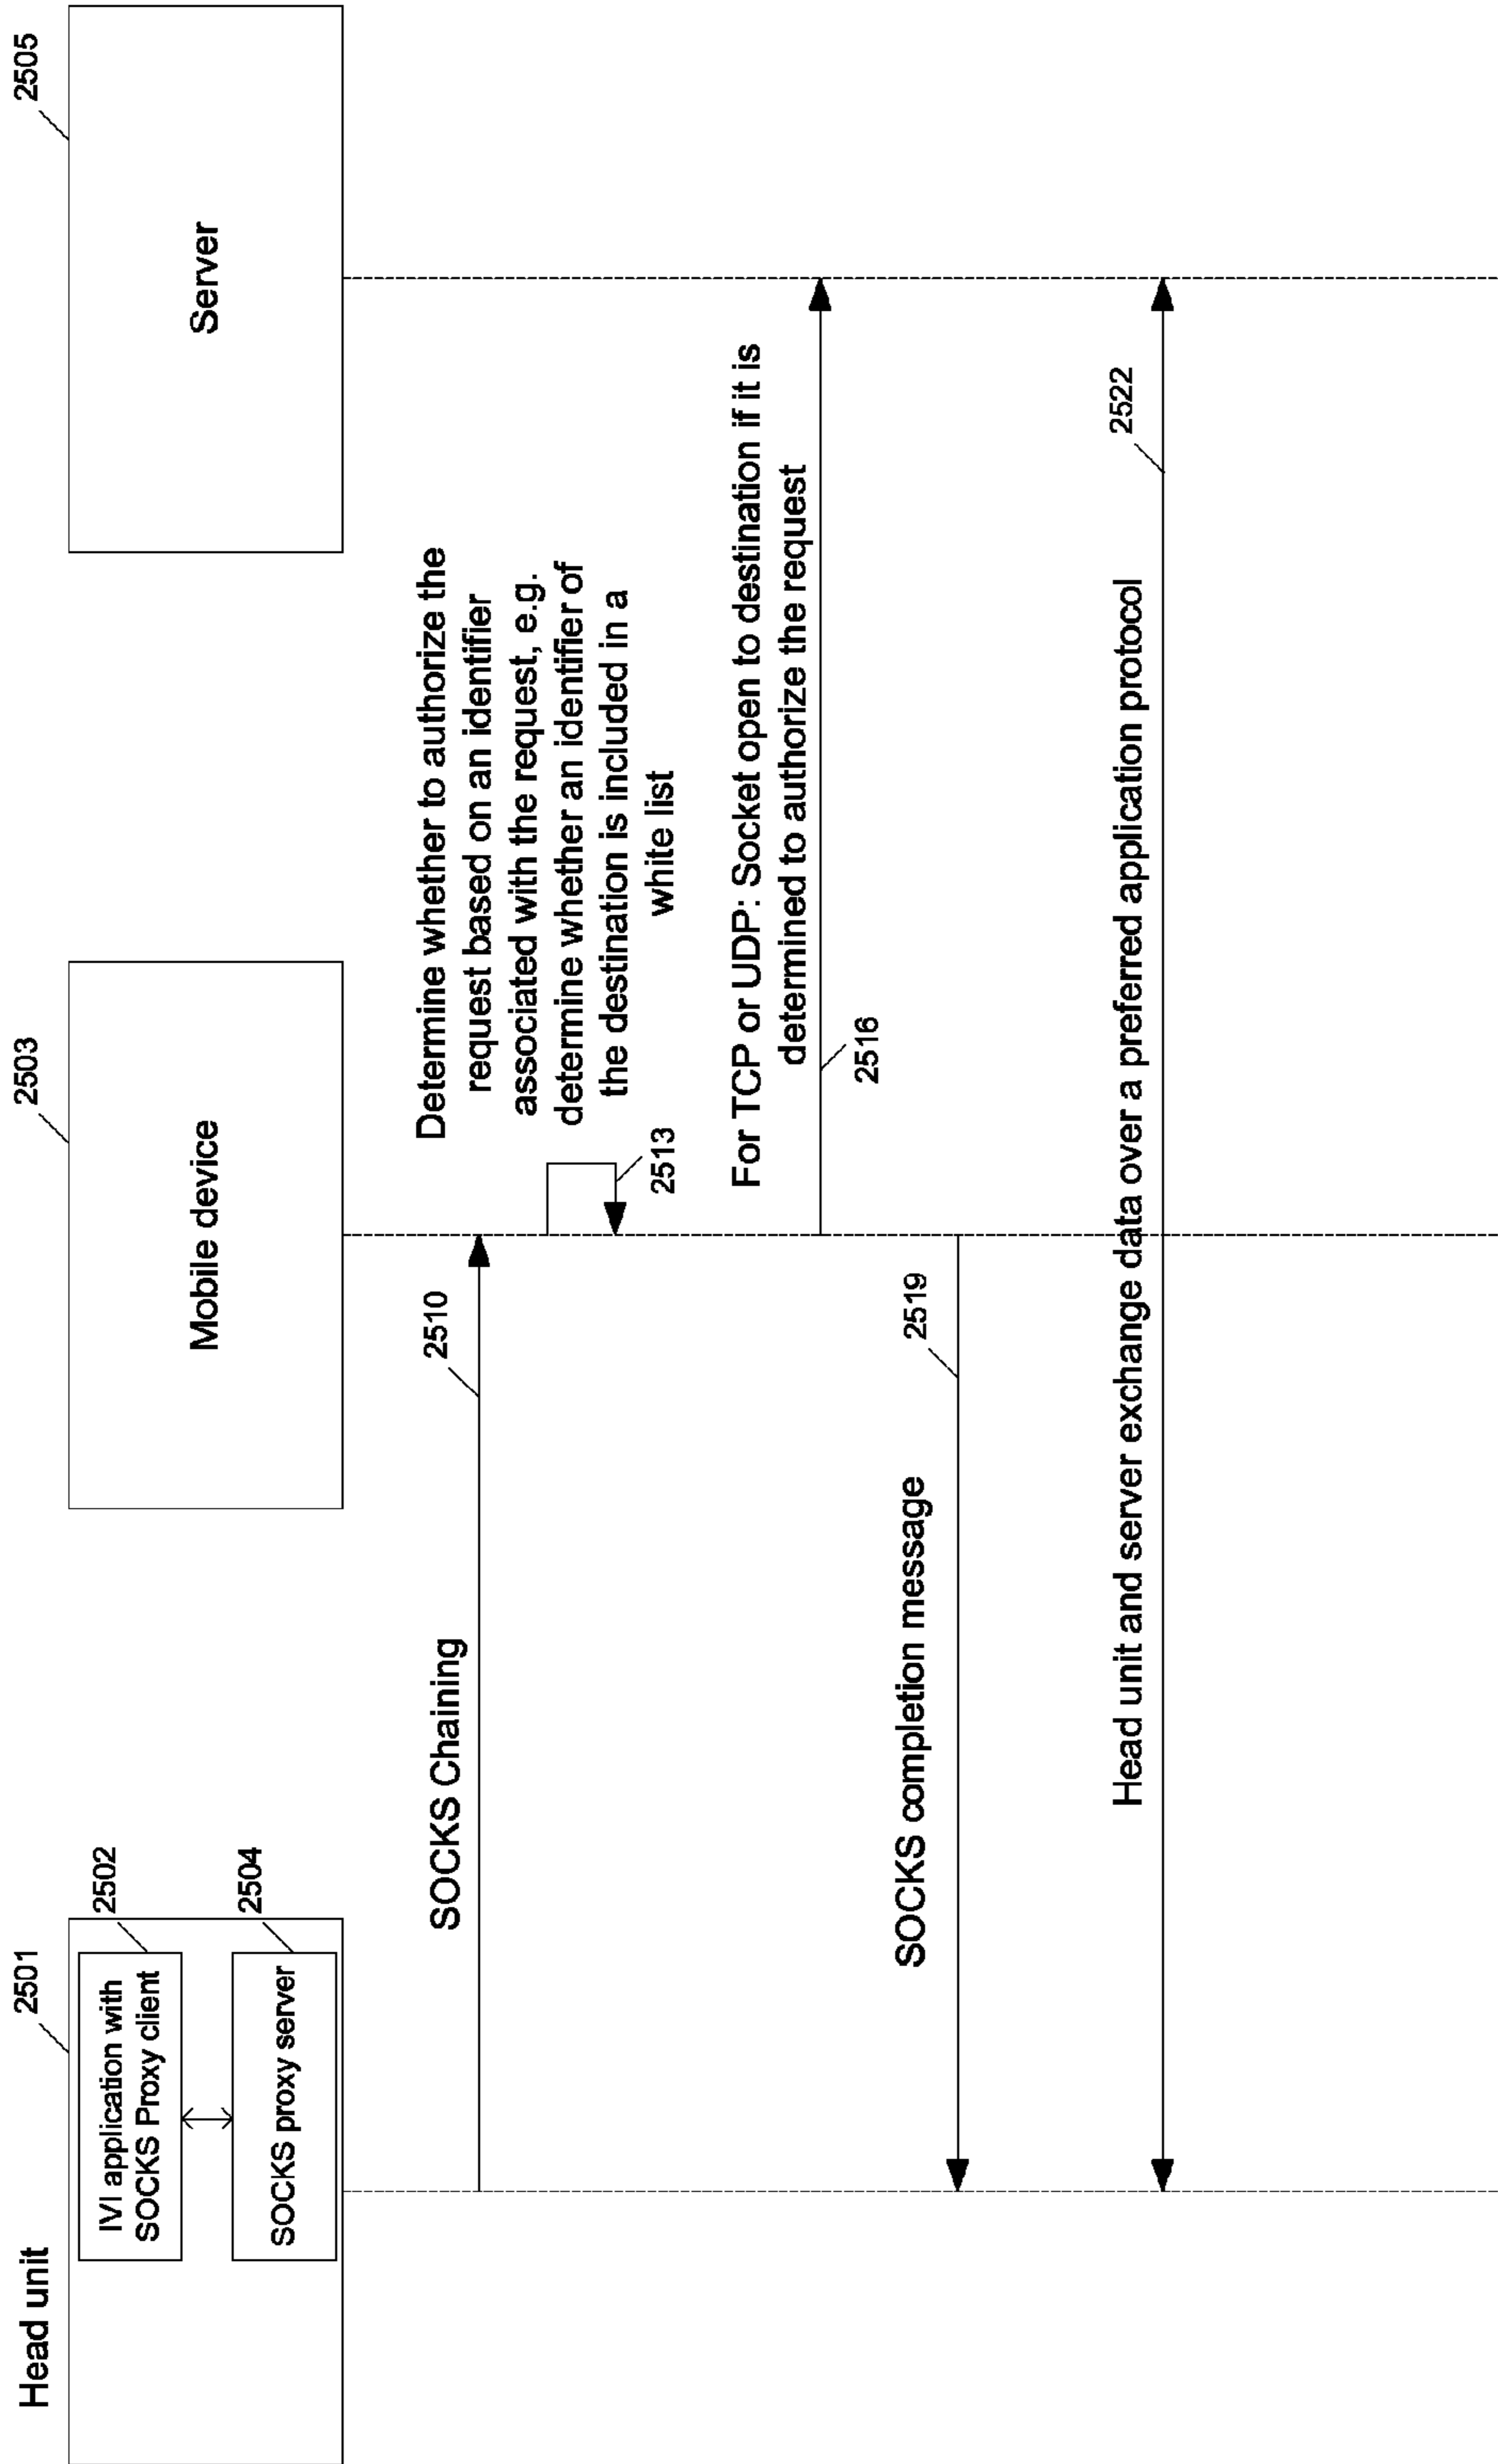 Head unit
2501
IVI application with
SOCKS Proxy client
2502
SOCKS proxy server
2504
Mobile device
2503
Server
2505
SOCKS Chaining
2510
Determine whether to authorize the
request based on an identifier
associated with the request, e.g.
determine whether an identifier of
the destination is included in a
white list
2513
For TCP or UDP: Socket open to destination if it is
determined to authorize the request
2516
SOCKS completion message
2519
Head unit and server exchange data over a preferred application protocol
2522